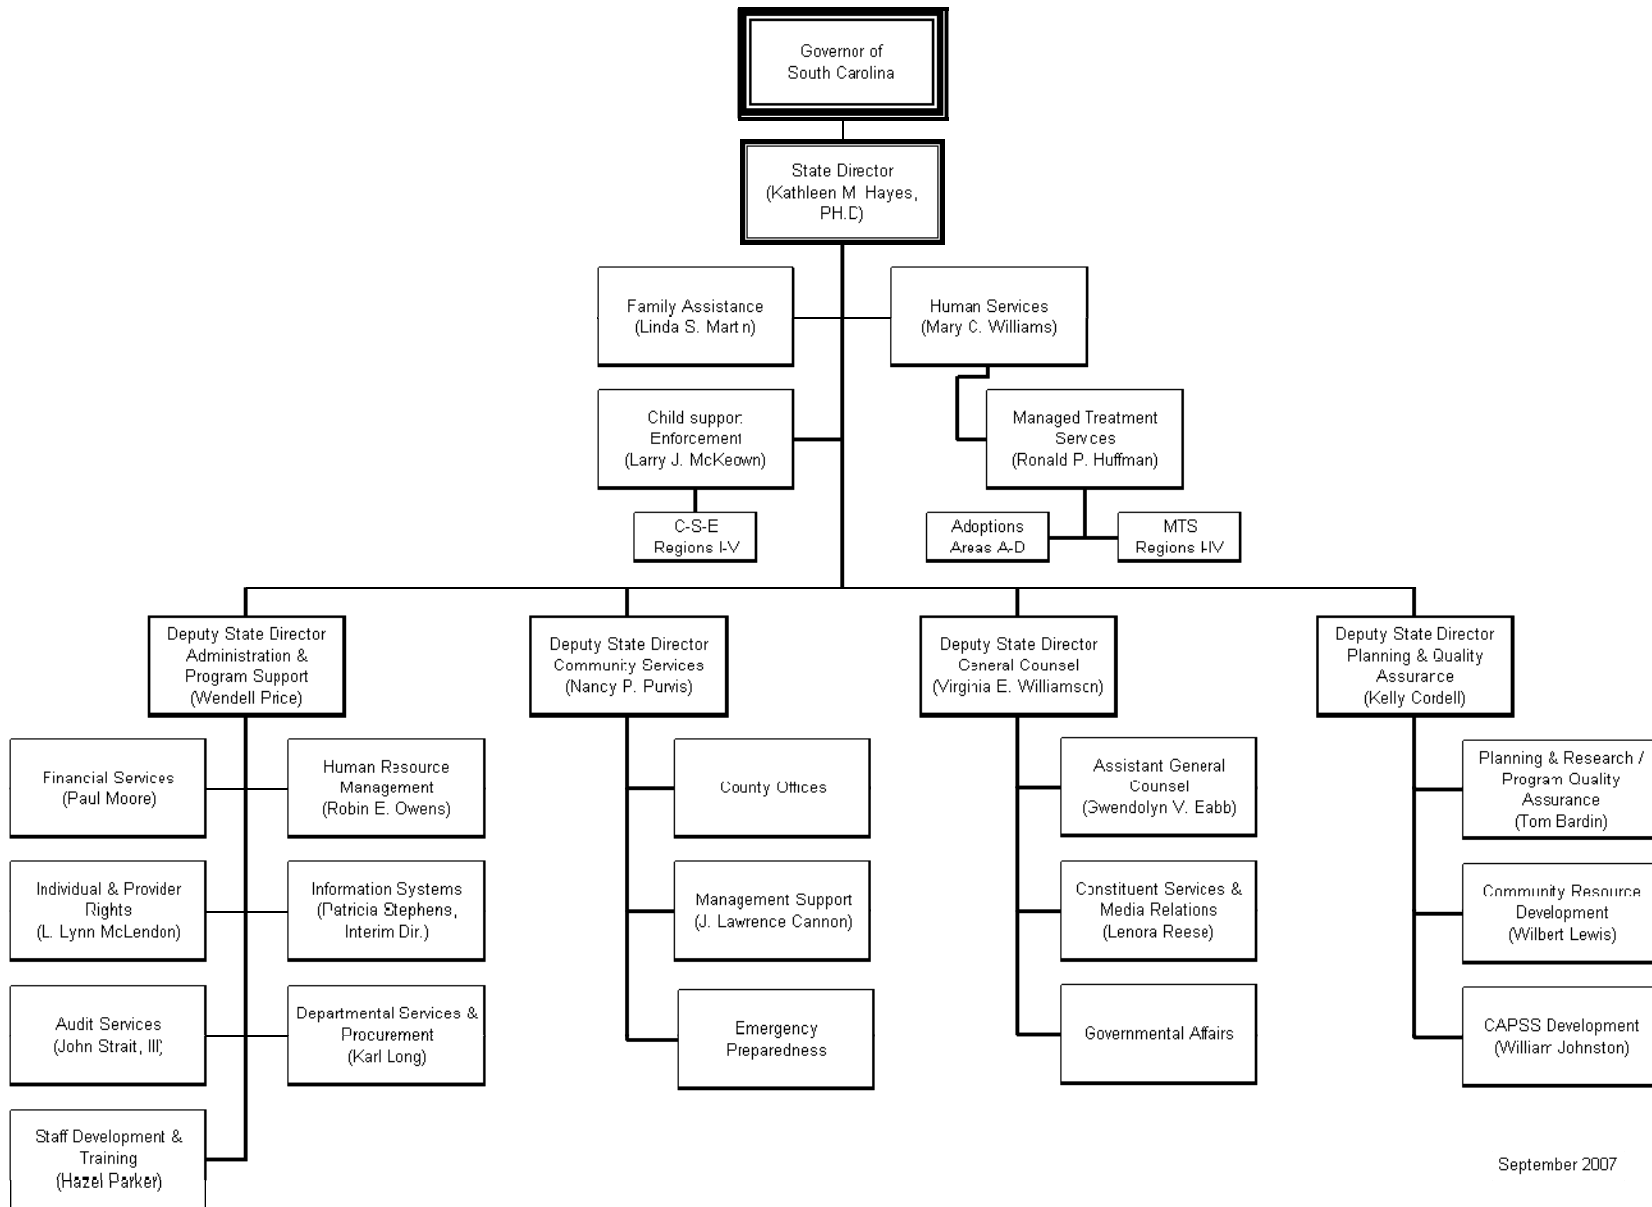 Governor of
South Carolina
State Director
(Kathleen M. Hayes,
PH.D)
Family Assistance
(Linda S. Martin)
Human Services
(Mary C. Williams)
Child support
Enforcement
(Larry J. McKeown)
Managed Treatment
Services
(Ronald P. Huffman)
C-S-E
Regions I-V
Adoptions
Areas A-D
MTS
Regions I-IV
Deputy State Director
Administration &
Program Support
(Wendell Price)
Deputy State Director
Community Services
(Nancy P. Purvis)
Deputy State Director
General Counsel
(Virginia E. Williamson)
Deputy State Director
Planning & Quality
Assurance
(Kelly Cordell)
Financial Services
(Paul Moore)
Human Resource
Management
(Robin E. Owens)
County Offices
Assistant General
Counsel
(Gwendolyn V. Eabb)
Planning & Research /
Program Quality
Assurance
(Tom Bardin)
Individual & Provider
Rights
(L. Lynn McLendon)
Information Systems
(Patricia Stephens,
Interim Dir.)
Management Support
(J. Lawrence Cannon)
Constituent Services &
Media Relations
(Lenora Reese)
Community Resource
Development
(Wilbert Lewis)
Audit Services
(John Strait, III)
Departmental Services &
Procurement
(Karl Long)
Emergency
Preparedness
Governmental Affairs
CAPSS Development
(William Johnston)
Staff Development &
Training
(Hazel Parker)
September 2007